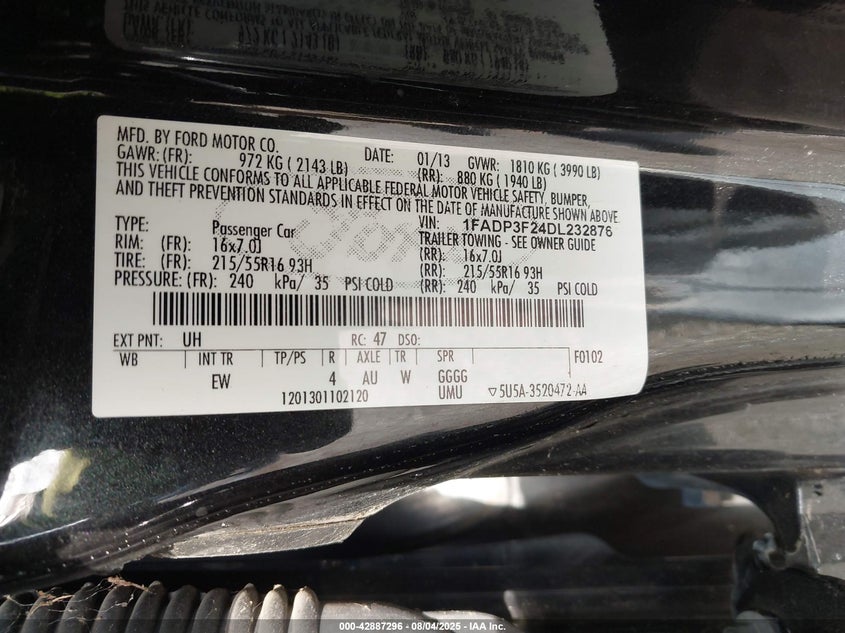 972 KG ( 2143 LB)
MFD. BY FORD MOTOR CO.
DATE: 01/13 GVWR: 1810 KG ( 3990 LB)
GAWR: (FR): 972 KG ( 2143 LB) (RR): 880 KG ( 1940 LB)
THIS VEHICLE CONFORMS TO ALL APPLICABLE FEDERAL MOTOR VEHICLE SAFETY, BUMPER,
AND THEFT PREVENTION STANDARDS IN EFFECT ON THE DATE OF MANUFACTURE SHOWN ABOVE.
VIN: 1FADP3F24DL232876
TYPE: Passenger Car TRAILER TOWING - SEE OWNER GUIDE
RIM: (FR): 16x7.0J (RR): 16x7.0J
TIRE: (FR): 215/55R16 93H (RR): 215/55R16 93H
PRESSURE: (FR): 240 kPa/ 35 PSI COLD (RR): 240 kPa/ 35 PSI COLD
EXT PNT: UH RC: 47 DSO:
WB INT TR TP/PS R AXLE TR SPR F0102
EW 4 AU W GGGG
1201301102120 UMU ▽5U5A-3520472-AA
000-42887296 - 08/04/2025 - © IAA, Inc.